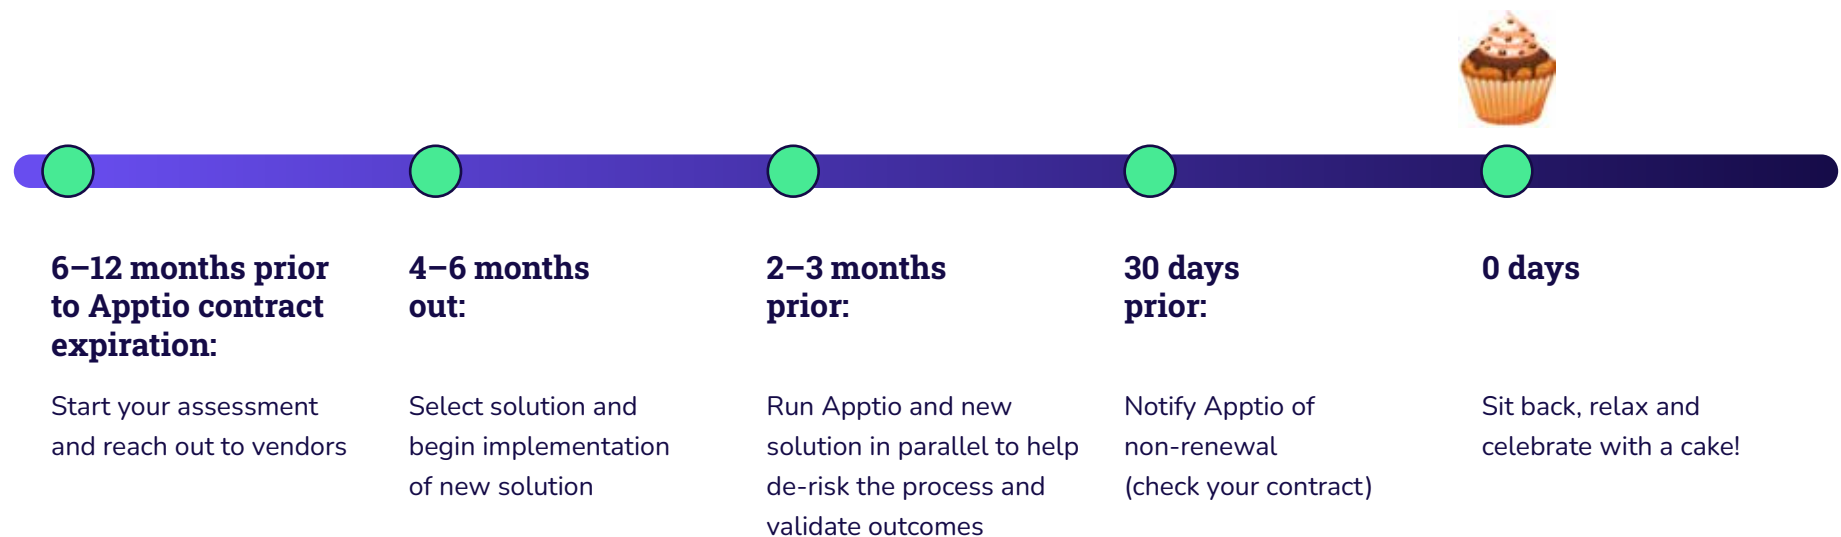 6–12 months prior
to Apptio contract
expiration:
Start your assessment
and reach out to vendors
4–6 months
out:
Select solution and
begin implementation
of new solution
2–3 months
prior:
Run Apptio and new
solution in parallel to help
de-risk the process and
validate outcomes
30 days
prior:
Notify Apptio of
non-renewal
(check your contract)
0 days
Sit back, relax and
celebrate with a cake!